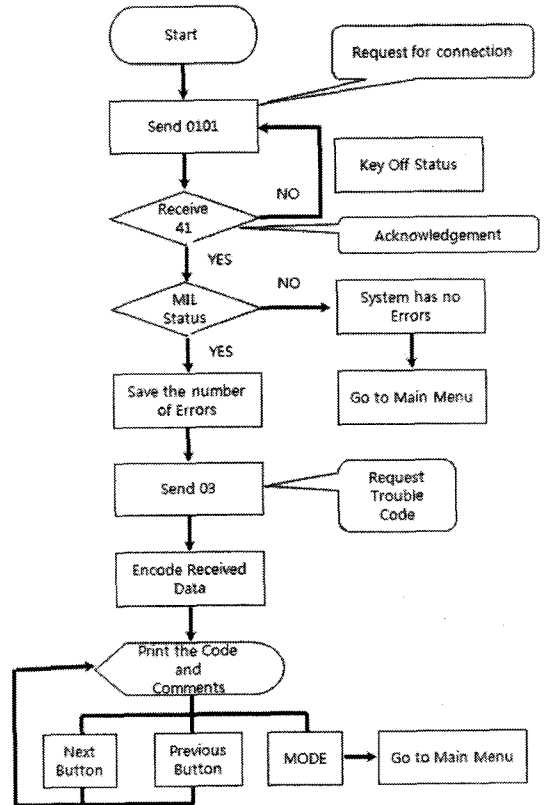 Start
Request for connection
Send 0101
NO
Key Off Status
Receive
41
Acknowledgement
YES
NO
MIL
Status
System has no
Errors
YES
Save the number
of Errors
Go to Main Menu
Send 03
Request
Trouble
Code
Encode Received
Data
Print the Code
and
Comments
Next
Button
Previous
Button
MODE
Go to Main Menu